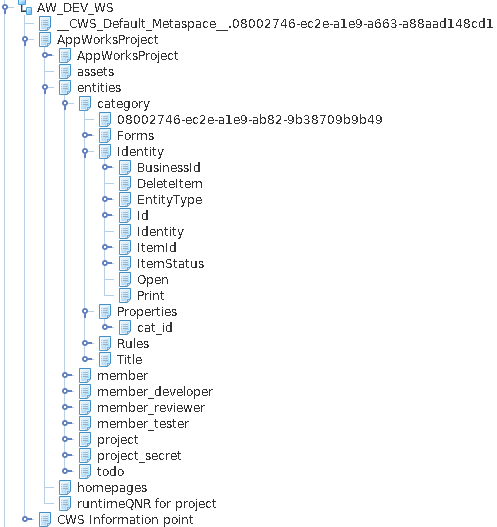 AW_DEV_WS
__CWS_Default_Metaspace__.08002746-ec2e-a1e9-a663-a88aad148cd1
AppWorksProject
AppWorksProject
assets
entities
category
08002746-ec2e-a1e9-ab82-9b38709b9b49
Forms
Identity
BusinessId
DeleteItem
EntityType
Id
Identity
ItemId
ItemStatus
Open
Print
Properties
cat_id
Rules
Title
member
member_developer
member_reviewer
member_tester
project
project_secret
todo
homepages
runtimeQNR for project
CWS Information point